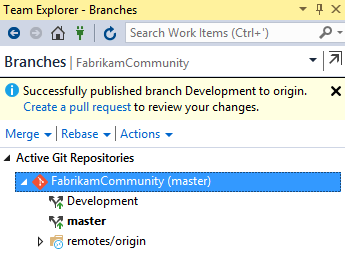 Team Explorer - Branches
Search Work Items (Ctrl+')
Branches | FabrikamCommunity
Successfully published branch Development to origin.
Create a pull request to review your changes.
Merge | Rebase | Actions
Active Git Repositories
FabrikamCommunity (master)
Development
master
remotes/origin